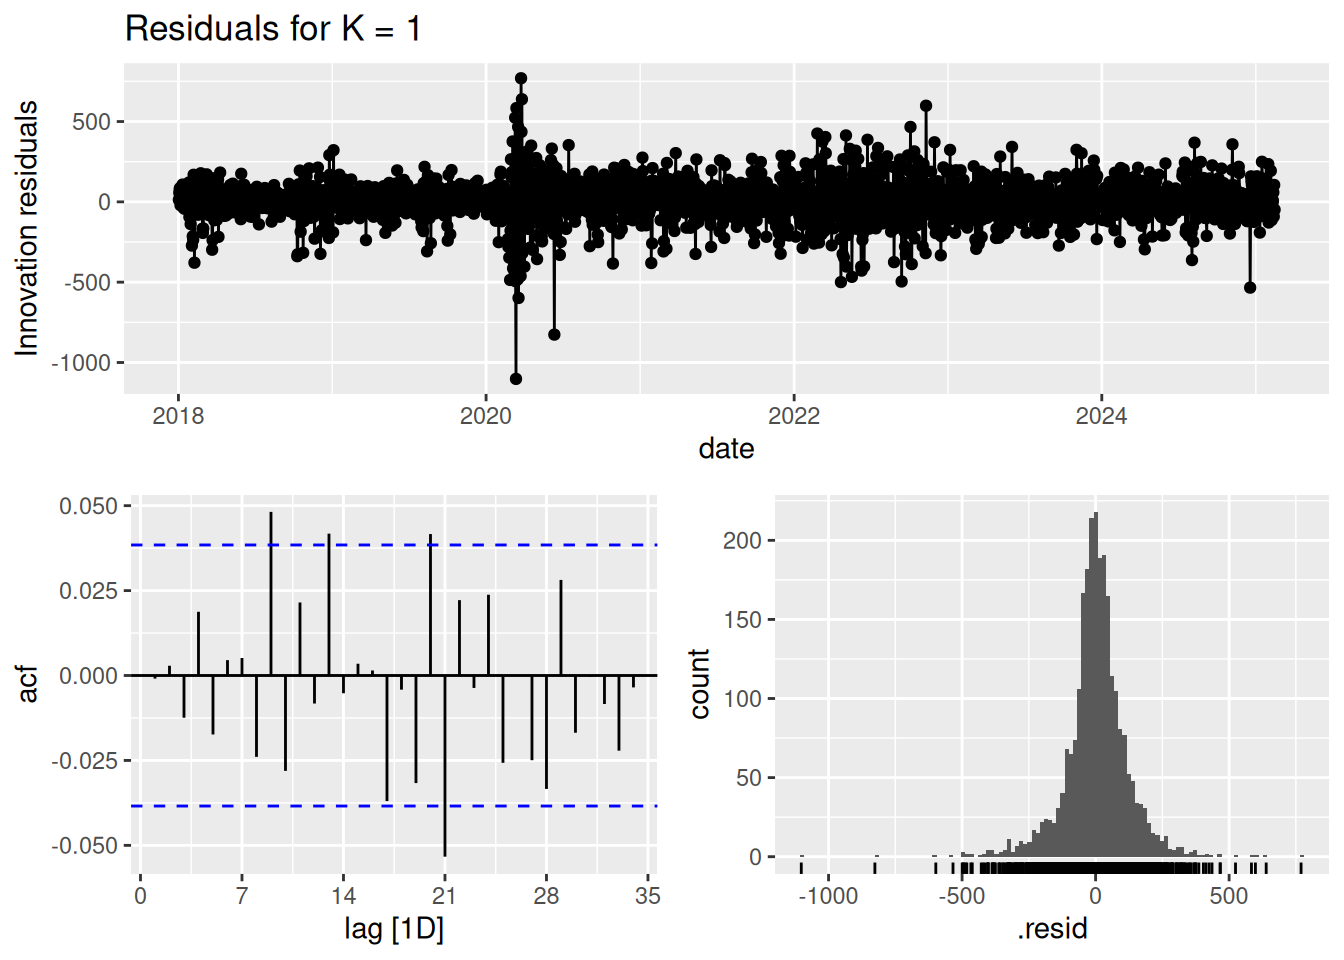 Residuals for K = 1
Innovation residuals
500
0
-500
-1000
2018 2020 2022 2024
date
acf
0.050
0.025
0.000
-0.025
-0.050
0 7 14 21 28 35
lag [1D]
count
200
150
100
50
0
-1000 -500 0 500
.resid